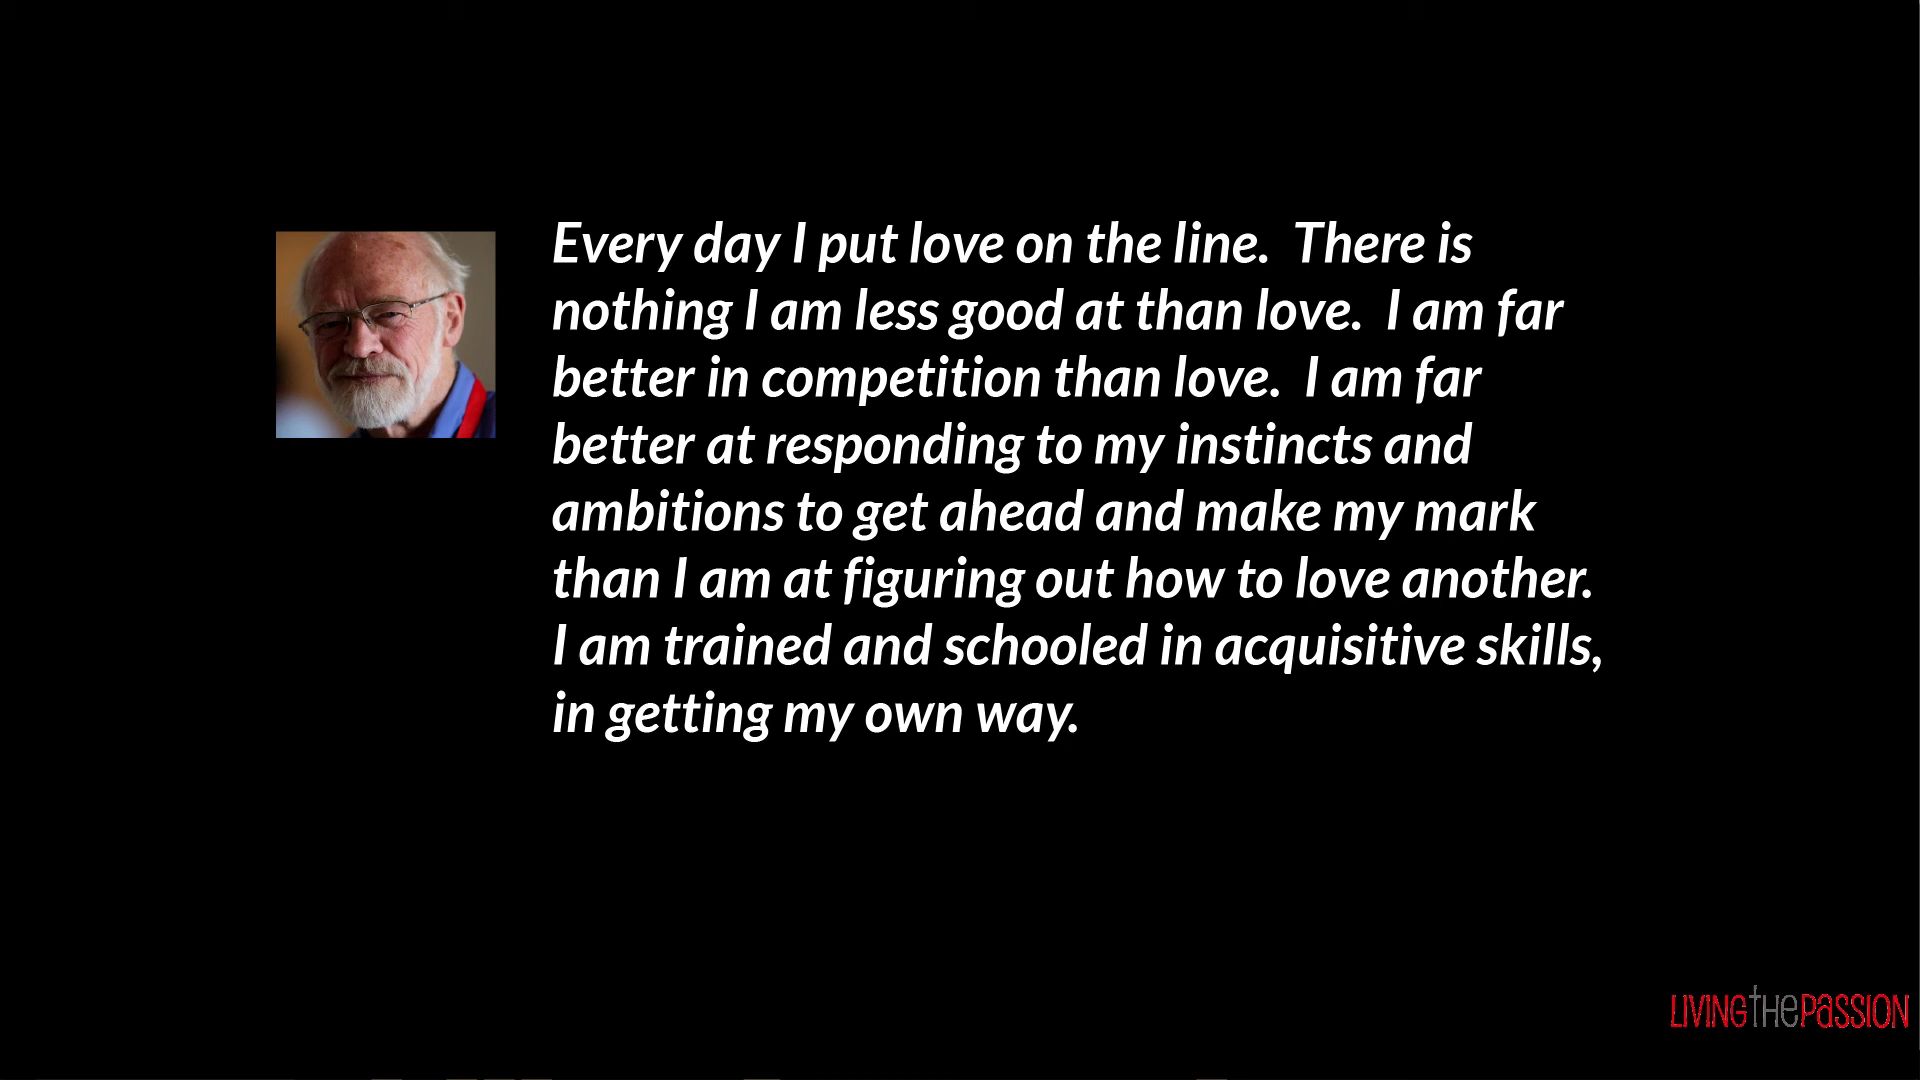 Every day I put love on the line.  There is
nothing I am less good at than love.  I am far
better in competition than love.  I am far
better at responding to my instincts and
ambitions to get ahead and make my mark
than I am at figuring out how to love another.
I am trained and schooled in acquisitive skills,
in getting my own way.
LIVINGthePASSION